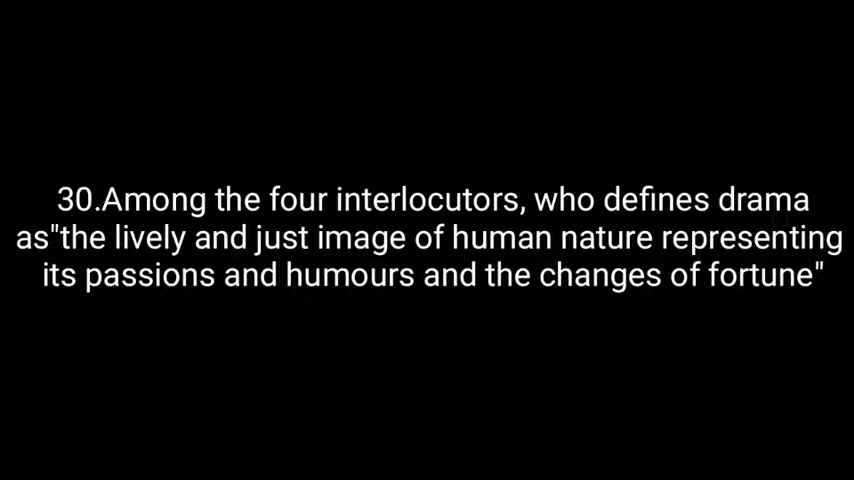 30.Among the four interlocutors, who defines drama
as"the lively and just image of human nature representing
its passions and humours and the changes of fortune"